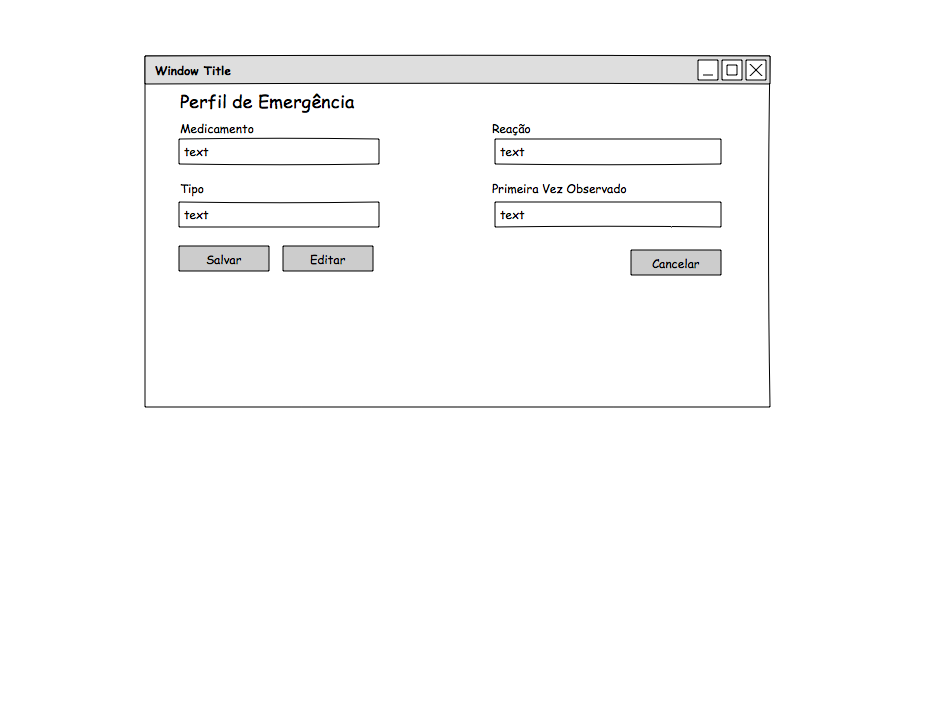 Window Title
Perfil de Emergência
Medicamento
Reação
text
text
Tipo
Primeira Vez Observado
text
text
Salvar
Editar
Cancelar